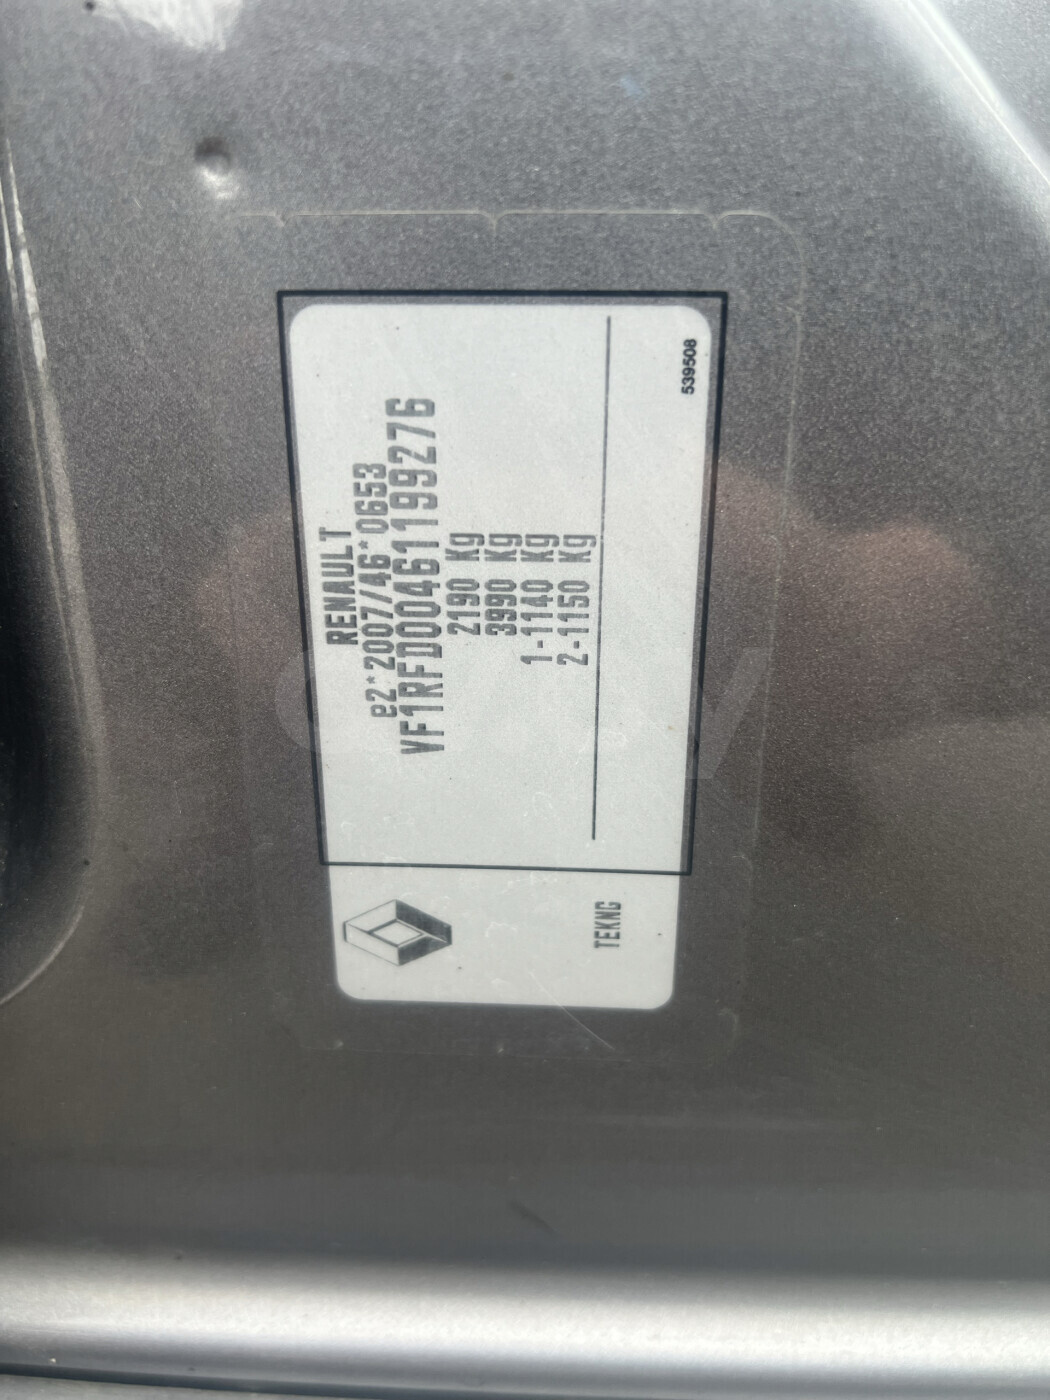 RENAULT
e2*2007/46*0653
VF1RFD00461199276
2190 Kg
3990 Kg
1-1140 Kg
2-1150 Kg
539508
TEKNG